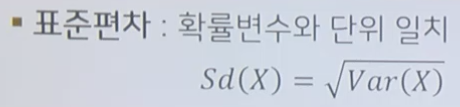 ▪ 표준편차 : 확률변수와 단위 일치
Sd(X) = √Var(X)